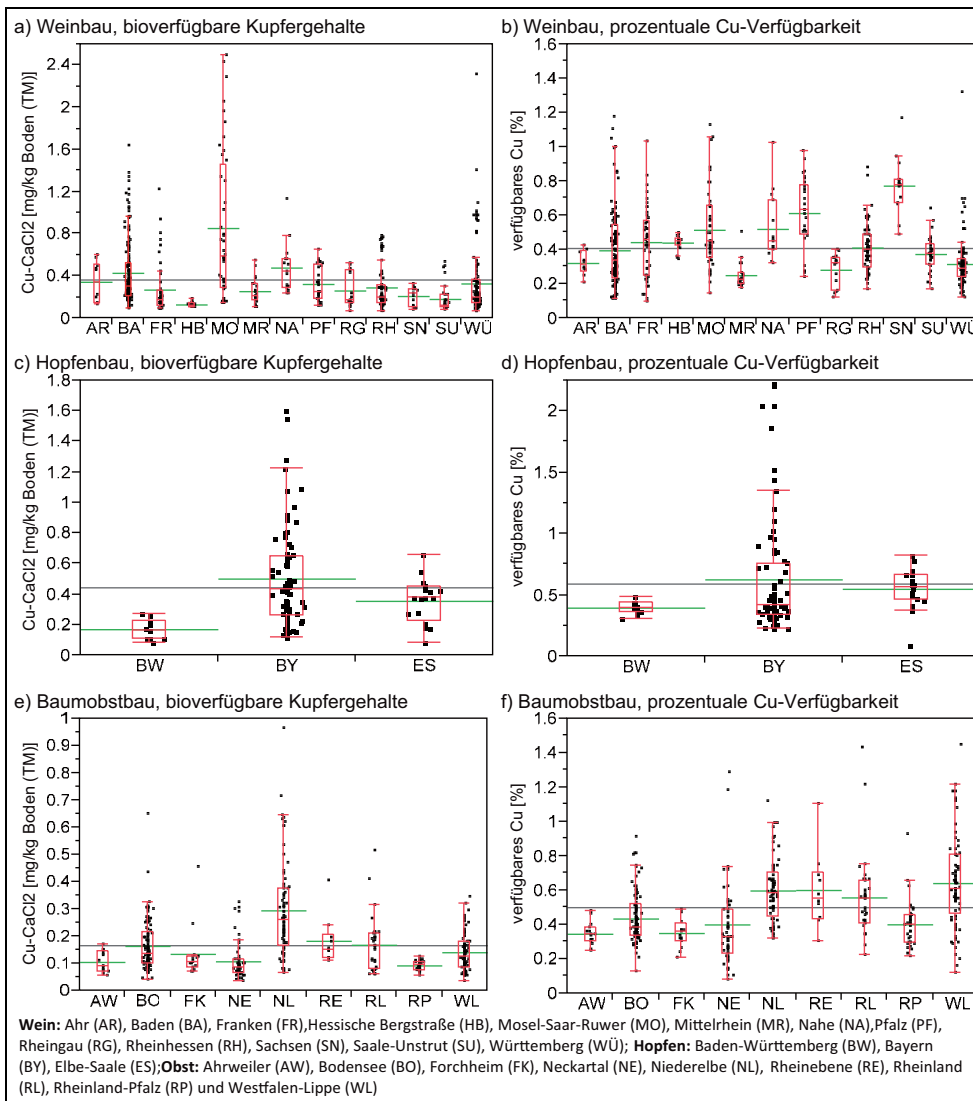 a) Weinbau, bioverfügbare Kupfergehalte
Cu-CaCl2 [mg/kg Boden (TM)]
2.4
2
1.6
1.2
0.8
0.4
0
AR BA FR HB MO MR NA PF RG RH SN SU WÜ
b) Weinbau, prozentuale Cu-Verfügbarkeit
verfügbares Cu [%]
1.6
1.4
1.2
1
0.8
0.6
0.4
0.2
0
AR BA FR HB MO MR NA PF RG RH SN SU WÜ
c) Hopfenbau, bioverfügbare Kupfergehalte
Cu-CaCl2 [mg/kg Boden (TM)]
1.8
1.6
1.4
1.2
1
0.8
0.6
0.4
0.2
0
BW BY ES
d) Hopfenbau, prozentuale Cu-Verfügbarkeit
verfügbares Cu [%]
2
1.5
1
0.5
0
BW BY ES
e) Baumobstbau, bioverfügbare Kupfergehalte
Cu-CaCl2 [mg/kg Boden (TM)]
1
0.9
0.8
0.7
0.6
0.5
0.4
0.3
0.2
0.1
0
AW BO FK NE NL RE RL RP WL
f) Baumobstbau, prozentuale Cu-Verfügbarkeit
verfügbares Cu [%]
1.6
1.4
1.2
1
0.8
0.6
0.4
0.2
0
AW BO FK NE NL RE RL RP WL
Wein: Ahr (AR), Baden (BA), Franken (FR),Hessische Bergstraße (HB), Mosel-Saar-Ruwer (MO), Mittelrhein (MR), Nahe (NA),Pfalz (PF),
Rheingau (RG), Rheinhessen (RH), Sachsen (SN), Saale-Unstrut (SU), Württemberg (WÜ); Hopfen: Baden-Württemberg (BW), Bayern
(BY), Elbe-Saale (ES);Obst: Ahrweiler (AW), Bodensee (BO), Forchheim (FK), Neckartal (NE), Niederelbe (NL), Rheinebene (RE), Rheinland
(RL), Rheinland-Pfalz (RP) und Westfalen-Lippe (WL)